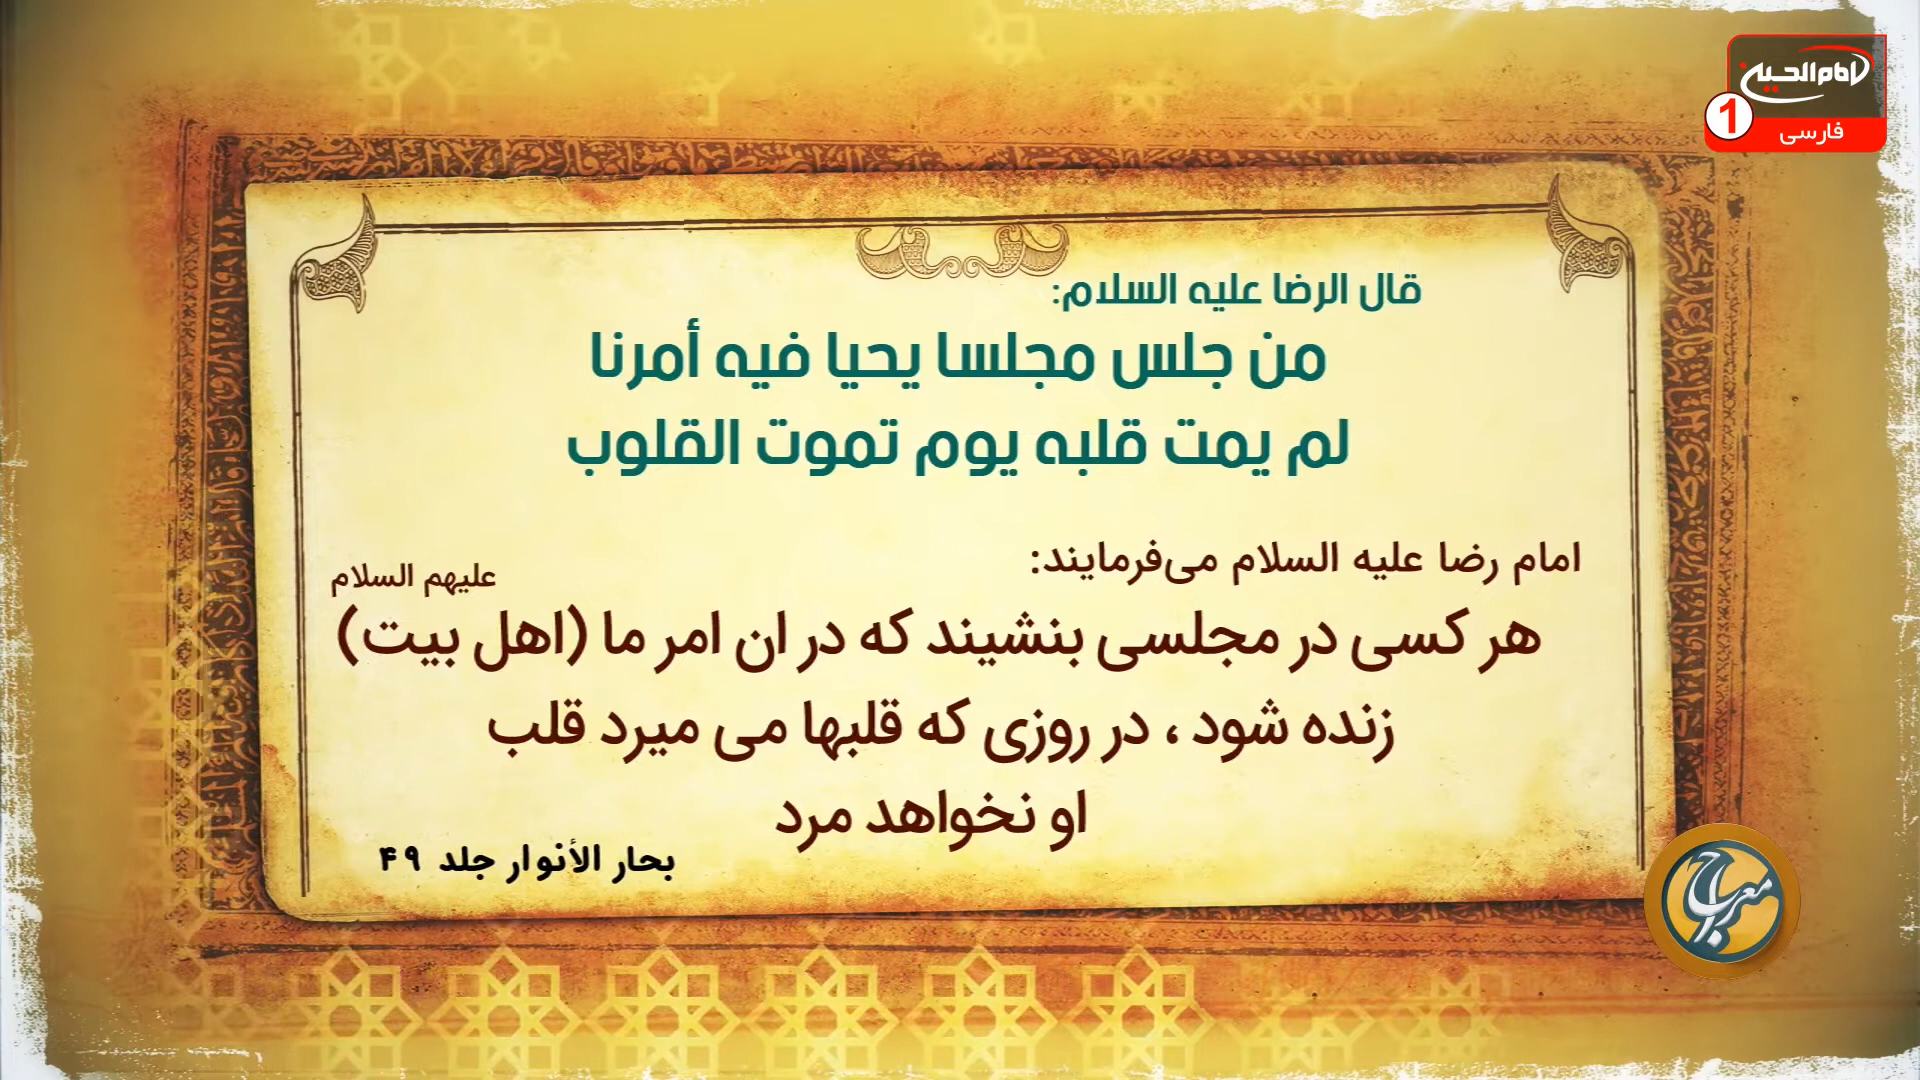 امام الحسین
1
فارسی
قال الرضا علیه السلام:
من جلس مجلسا یحیا فیه أمرنا
لم یمت قلبه یوم تموت القلوب
امام رضا علیه السلام می‌فرمایند:
علیهم السلام
هر کسی در مجلسی بنشیند که در ان امر ما (اهل بیت)
زنده شود ، در روزی که قلبها می میرد قلب
او نخواهد مرد
بحار الأنوار جلد ۴۹
معراج